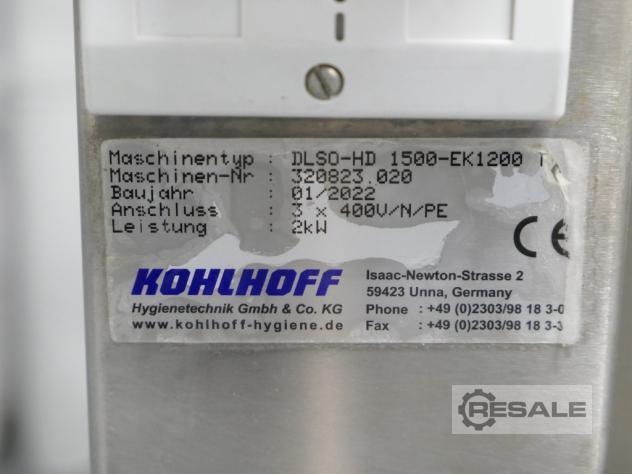 Maschinentyp : DLSO-HD 1500-EK1200 T
Maschinen-Nr : 320823.020
Baujahr : 01/2022
Anschluss : 3 x 400V/N/PE
Leistung : 2kW
CE
KOHLHOFF
Hygienetechnik Gmbh & Co. KG
www.kohlhoff-hygiene.de
Isaac-Newton-Strasse 2
59423 Unna, Germany
Phone : +49 (0)2303/98 18 3-0
Fax : +49 (0)2303/98 18 3-3
RESALE